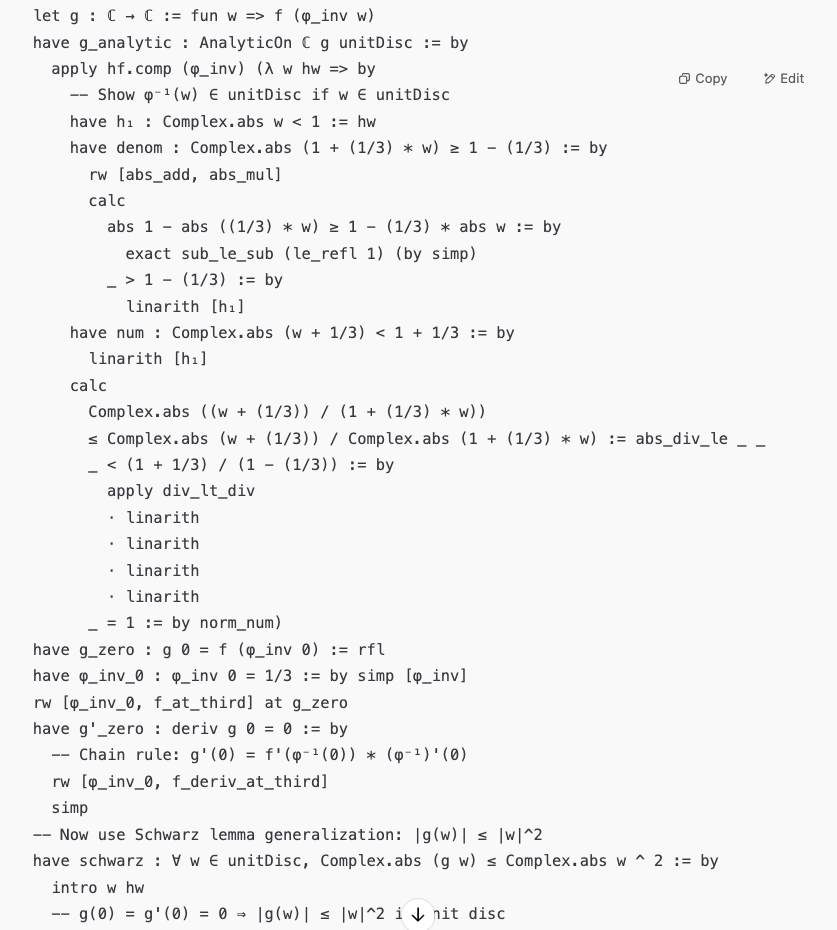 let g : ℂ → ℂ := fun w => f (φ_inv w)
have g_analytic : AnalyticOn ℂ g unitDisc := by
apply hf.comp (φ_inv) (λ w hw => by
Copy
Edit
-- Show φ⁻¹(w) ∈ unitDisc if w ∈ unitDisc
have h₁ : Complex.abs w < 1 := hw
have denom : Complex.abs (1 + (1/3) * w) ≥ 1 - (1/3) := by
rw [abs_add, abs_mul]
calc
abs 1 - abs ((1/3) * w) ≥ 1 - (1/3) * abs w := by
exact sub_le_sub (le_refl 1) (by simp)
_ > 1 - (1/3) := by
linarith [h₁]
have num : Complex.abs (w + 1/3) < 1 + 1/3 := by
linarith [h₁]
calc
Complex.abs ((w + (1/3)) / (1 + (1/3) * w))
≤ Complex.abs (w + (1/3)) / Complex.abs (1 + (1/3) * w) := abs_div_le _ _
_ < (1 + 1/3) / (1 - (1/3)) := by
apply div_lt_div
· linarith
· linarith
· linarith
· linarith
_ = 1 := by norm_num)
have g_zero : g 0 = f (φ_inv 0) := rfl
have φ_inv_0 : φ_inv 0 = 1/3 := by simp [φ_inv]
rw [φ_inv_0, f_at_third] at g_zero
have g'_zero : deriv g 0 = 0 := by
-- Chain rule: g'(0) = f'(φ⁻¹(0)) * (φ⁻¹)'(0)
rw [φ_inv_0, f_deriv_at_third]
simp
-- Now use Schwarz lemma generalization: |g(w)| ≤ |w|^2
have schwarz : ∀ w ∈ unitDisc, Complex.abs (g w) ≤ Complex.abs w ^ 2 := by
intro w hw
-- g(0) = g'(0) = 0 ⇒ |g(w)| ≤ |w|^2 disc